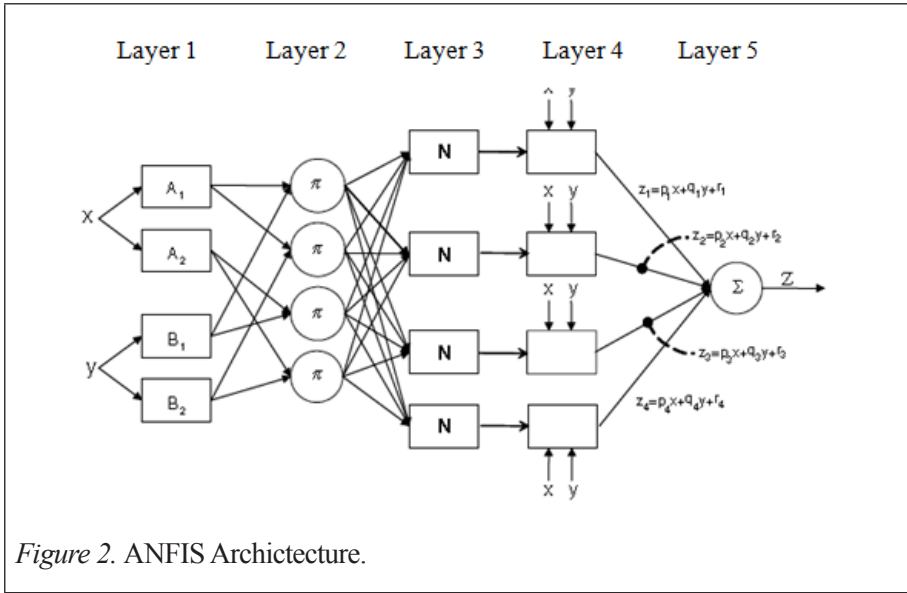 Layer 1 Layer 2 Layer 3 Layer 4 Layer 5
y
N
A₁ π z₁=p₁x+q₁y+r₁
x x y
z₂=p₂x+q₂y+r₂
A₂ π N
x y Σ Z
B₁ π
y N z₃=p₃x+q₃y+r₃
B₂ π
N z₄=p₄x+q₄y+r₄
x y
Figure 2. ANFIS Archictecture.